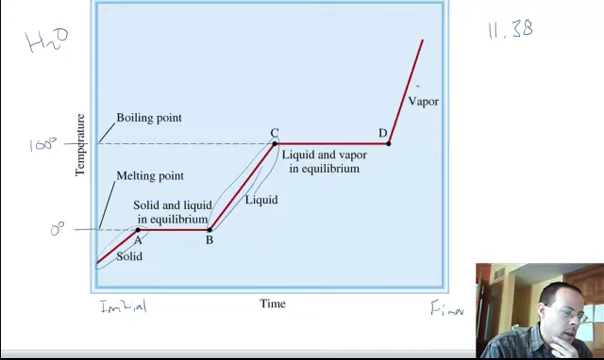 H2O
11.38
Boiling point
100°
Temperature
Melting point
0°
C
D
Vapor
Liquid and vapor
in equilibrium
Solid and liquid
in equilibrium
Liquid
A
B
Solid
Initial
Time